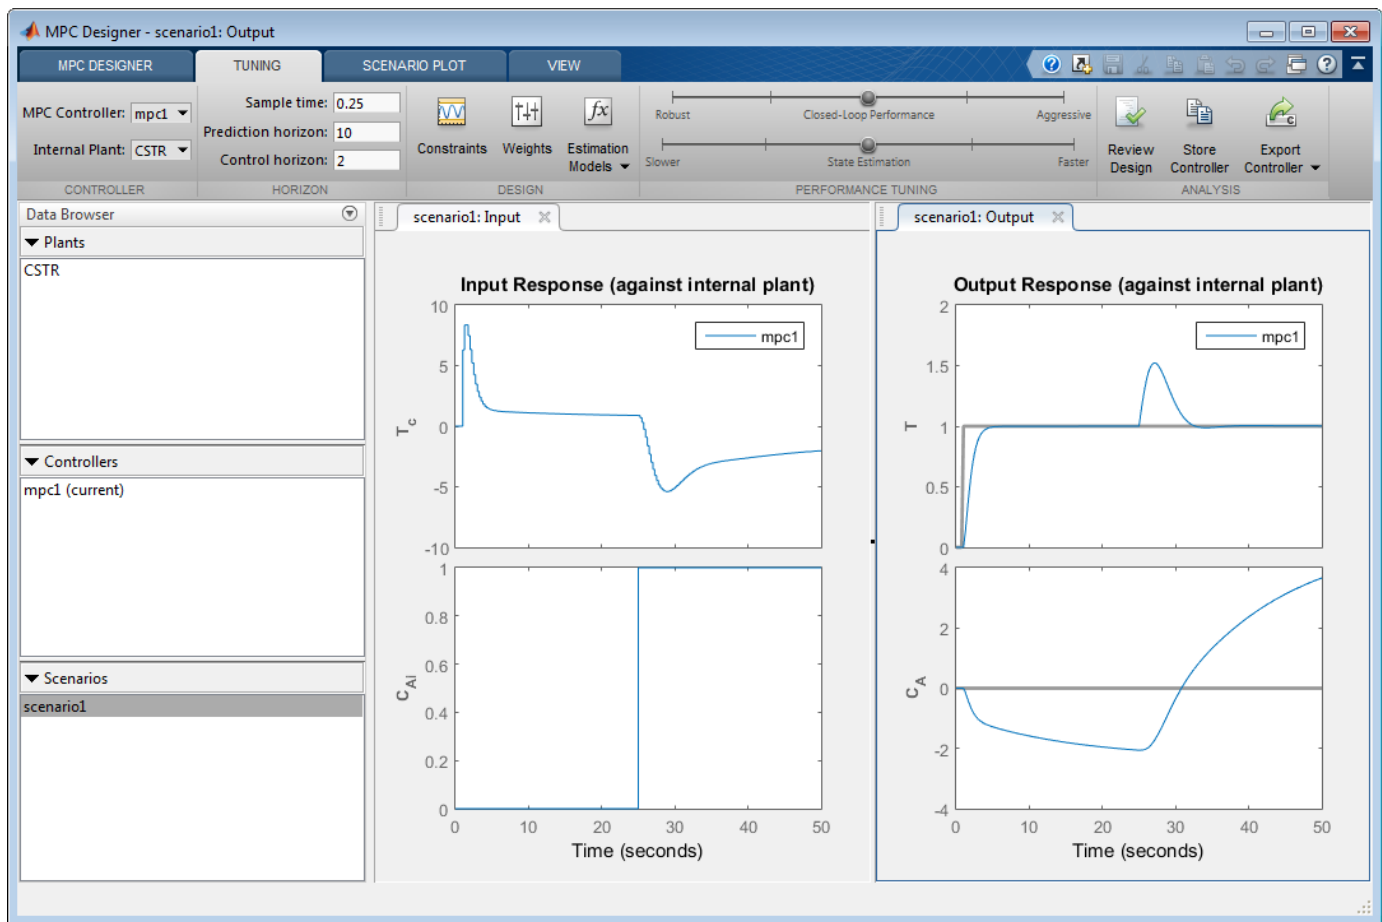 MPC Designer - scenario1: Output
MPC DESIGNER TUNING SCENARIO PLOT VIEW
MPC Controller: mpc1
Internal Plant: CSTR
CONTROLLER
Sample time: 0.25
Prediction horizon: 10
Control horizon: 2
HORIZON
Constraints Weights Estimation Models
DESIGN
Robust Closed-Loop Performance Aggressive
Slower State Estimation Faster
PERFORMANCE TUNING
Review Design
Store Controller
Export Controller
ANALYSIS
Data Browser
Plants
CSTR
Controllers
mpc1 (current)
Scenarios
scenario1
scenario1: Input
Input Response (against internal plant)
mpc1
10
5
0
-5
-10
Tc
1
0.8
0.6
0.4
0.2
0
CAi
0 10 20 30 40 50
Time (seconds)
scenario1: Output
Output Response (against internal plant)
mpc1
2
1.5
1
0.5
0
T
4
2
0
-2
-4
CA
0 10 20 30 40 50
Time (seconds)